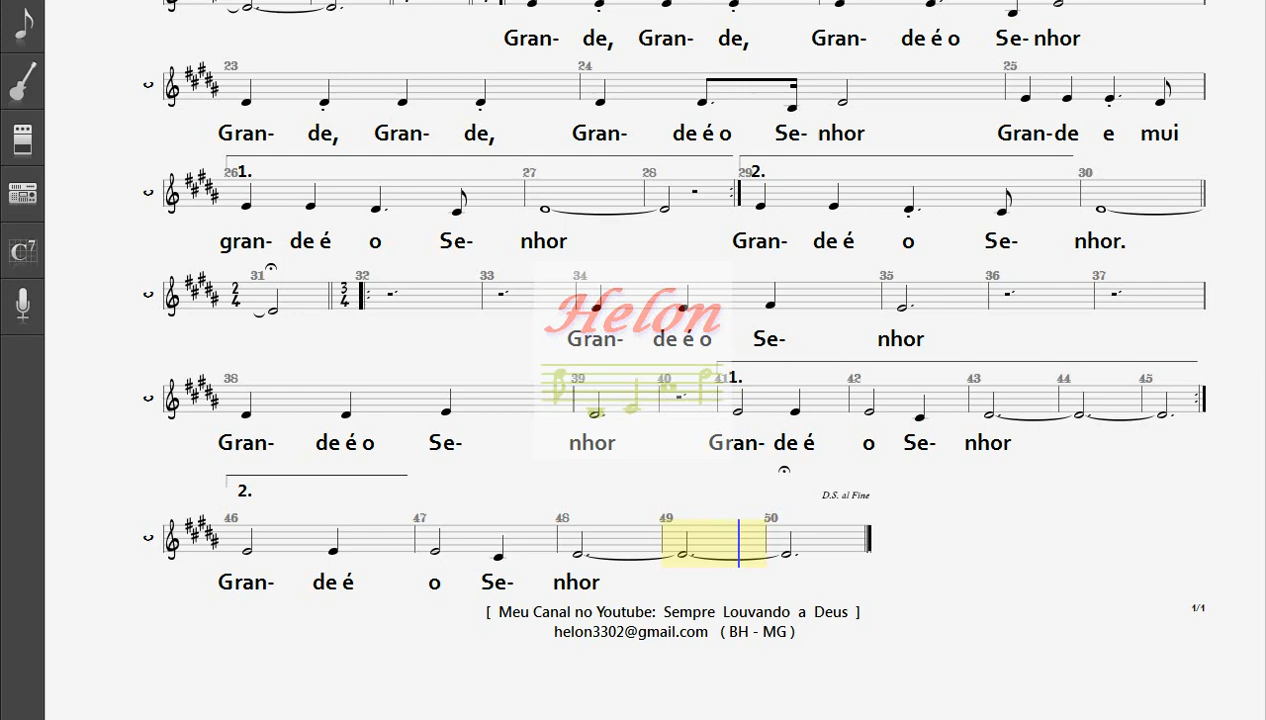 Gran- de, Gran- de, Gran- de é o Se- nhor
23 24 25
Gran- de, Gran- de, Gran- de é o Se- nhor Gran- de e mui
1. 2.
26 27 28 29 30
gran- de é o Se- nhor Gran- de é o Se- nhor.
31 32 33 34 35 36 37
2 4 3 4
Helon
Gran- de é o Se- nhor
1.
38 39 40 41 42 43 44 45
Gran- de é o Se- nhor Gran- de é o Se- nhor
2.
D.S. al Fine
46 47 48 49 50
Gran- de é o Se- nhor
[ Meu Canal no Youtube: Sempre Louvando a Deus ]
1/1
helon3302@gmail.com ( BH - MG )
C7